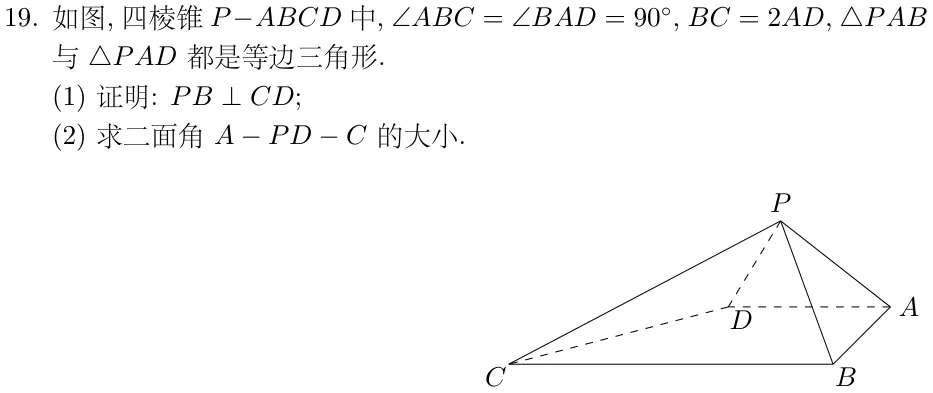 19. 如图, 四棱锥 P−ABCD 中, ∠ABC = ∠BAD = 90°, BC = 2AD, △PAB
与 △PAD 都是等边三角形.
(1) 证明: PB ⊥ CD;
(2) 求二面角 A − PD − C 的大小.
P
A
D
C
B